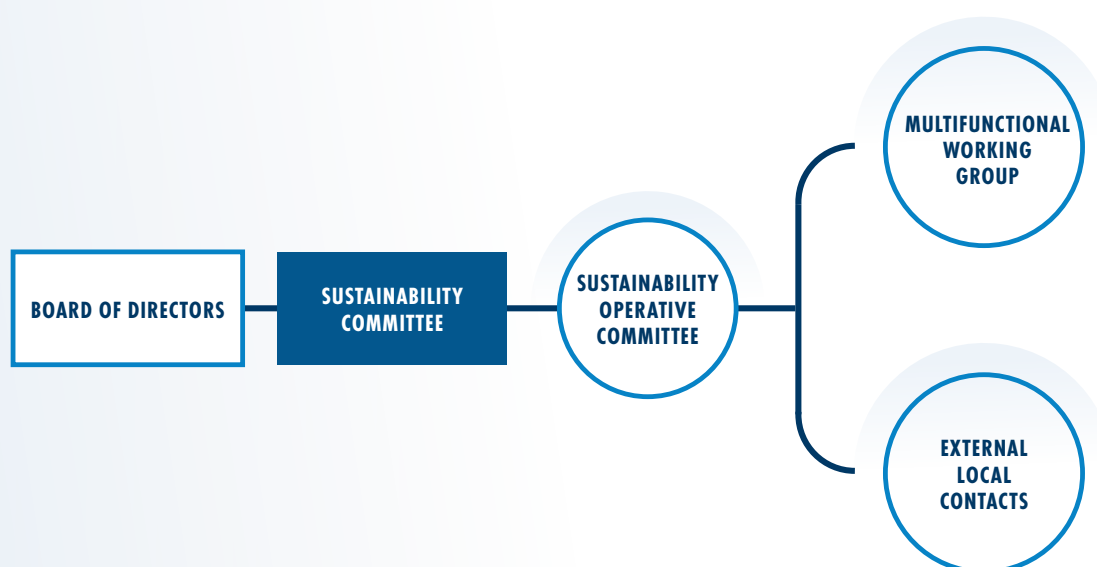 BOARD OF DIRECTORS
SUSTAINABILITY
COMMITTEE
SUSTAINABILITY
OPERATIVE
COMMITTEE
MULTIFUNCTIONAL
WORKING
GROUP
EXTERNAL
LOCAL
CONTACTS